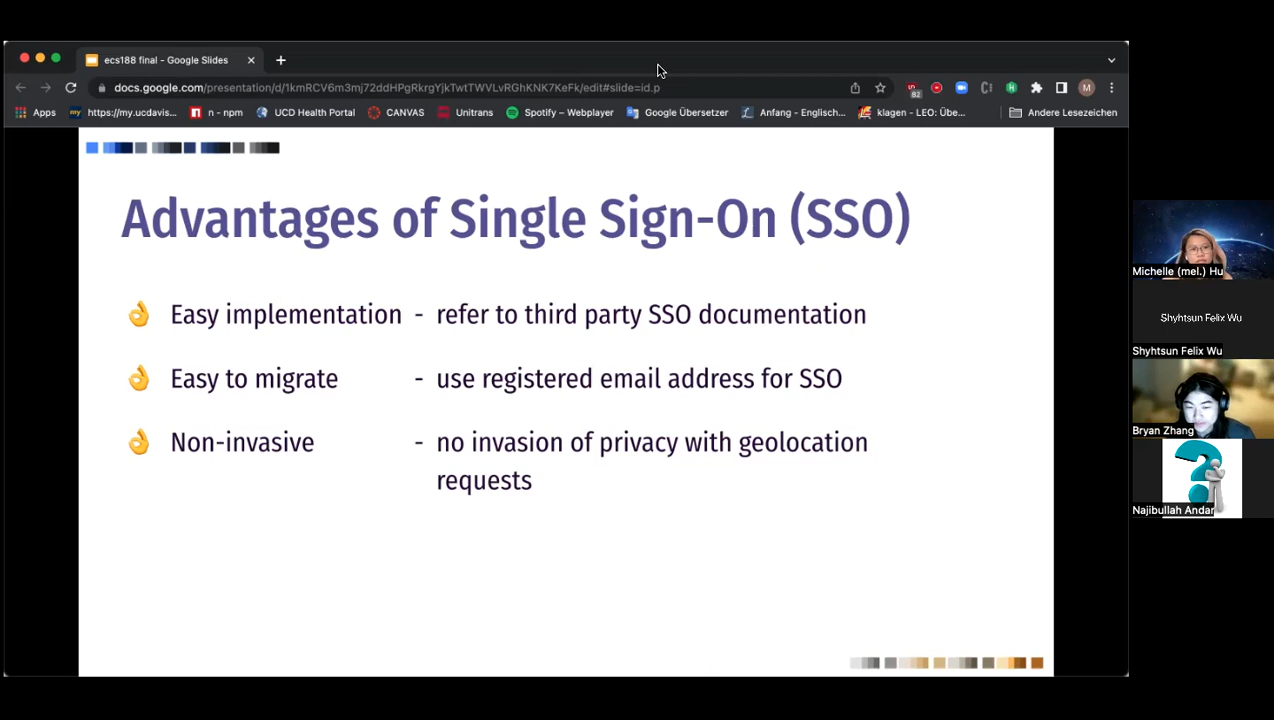 ecs188 final - Google Slides
docs.google.com/presentation/d/1kmRCV6m3mj72ddHPgRkrgYjkTwtTWVLvRGhKNK7KeFk/edit#slide=id.p
82
M
Apps
my
https://my.ucdavis...
n
n - npm
UCD Health Portal
CANVAS
Unitrans
Spotify – Webplayer
Google Übersetzer
Anfang - Englisch...
klagen - LEO: Übe...
Andere Lesezeichen
Advantages of Single Sign-On (SSO)
Easy implementation - refer to third party SSO documentation
Easy to migrate - use registered email address for SSO
Non-invasive - no invasion of privacy with geolocation
requests
Michelle (mel.) Hu
Shyhtsun Felix Wu
Shyhtsun Felix Wu
Bryan Zhang
Najibullah Andar